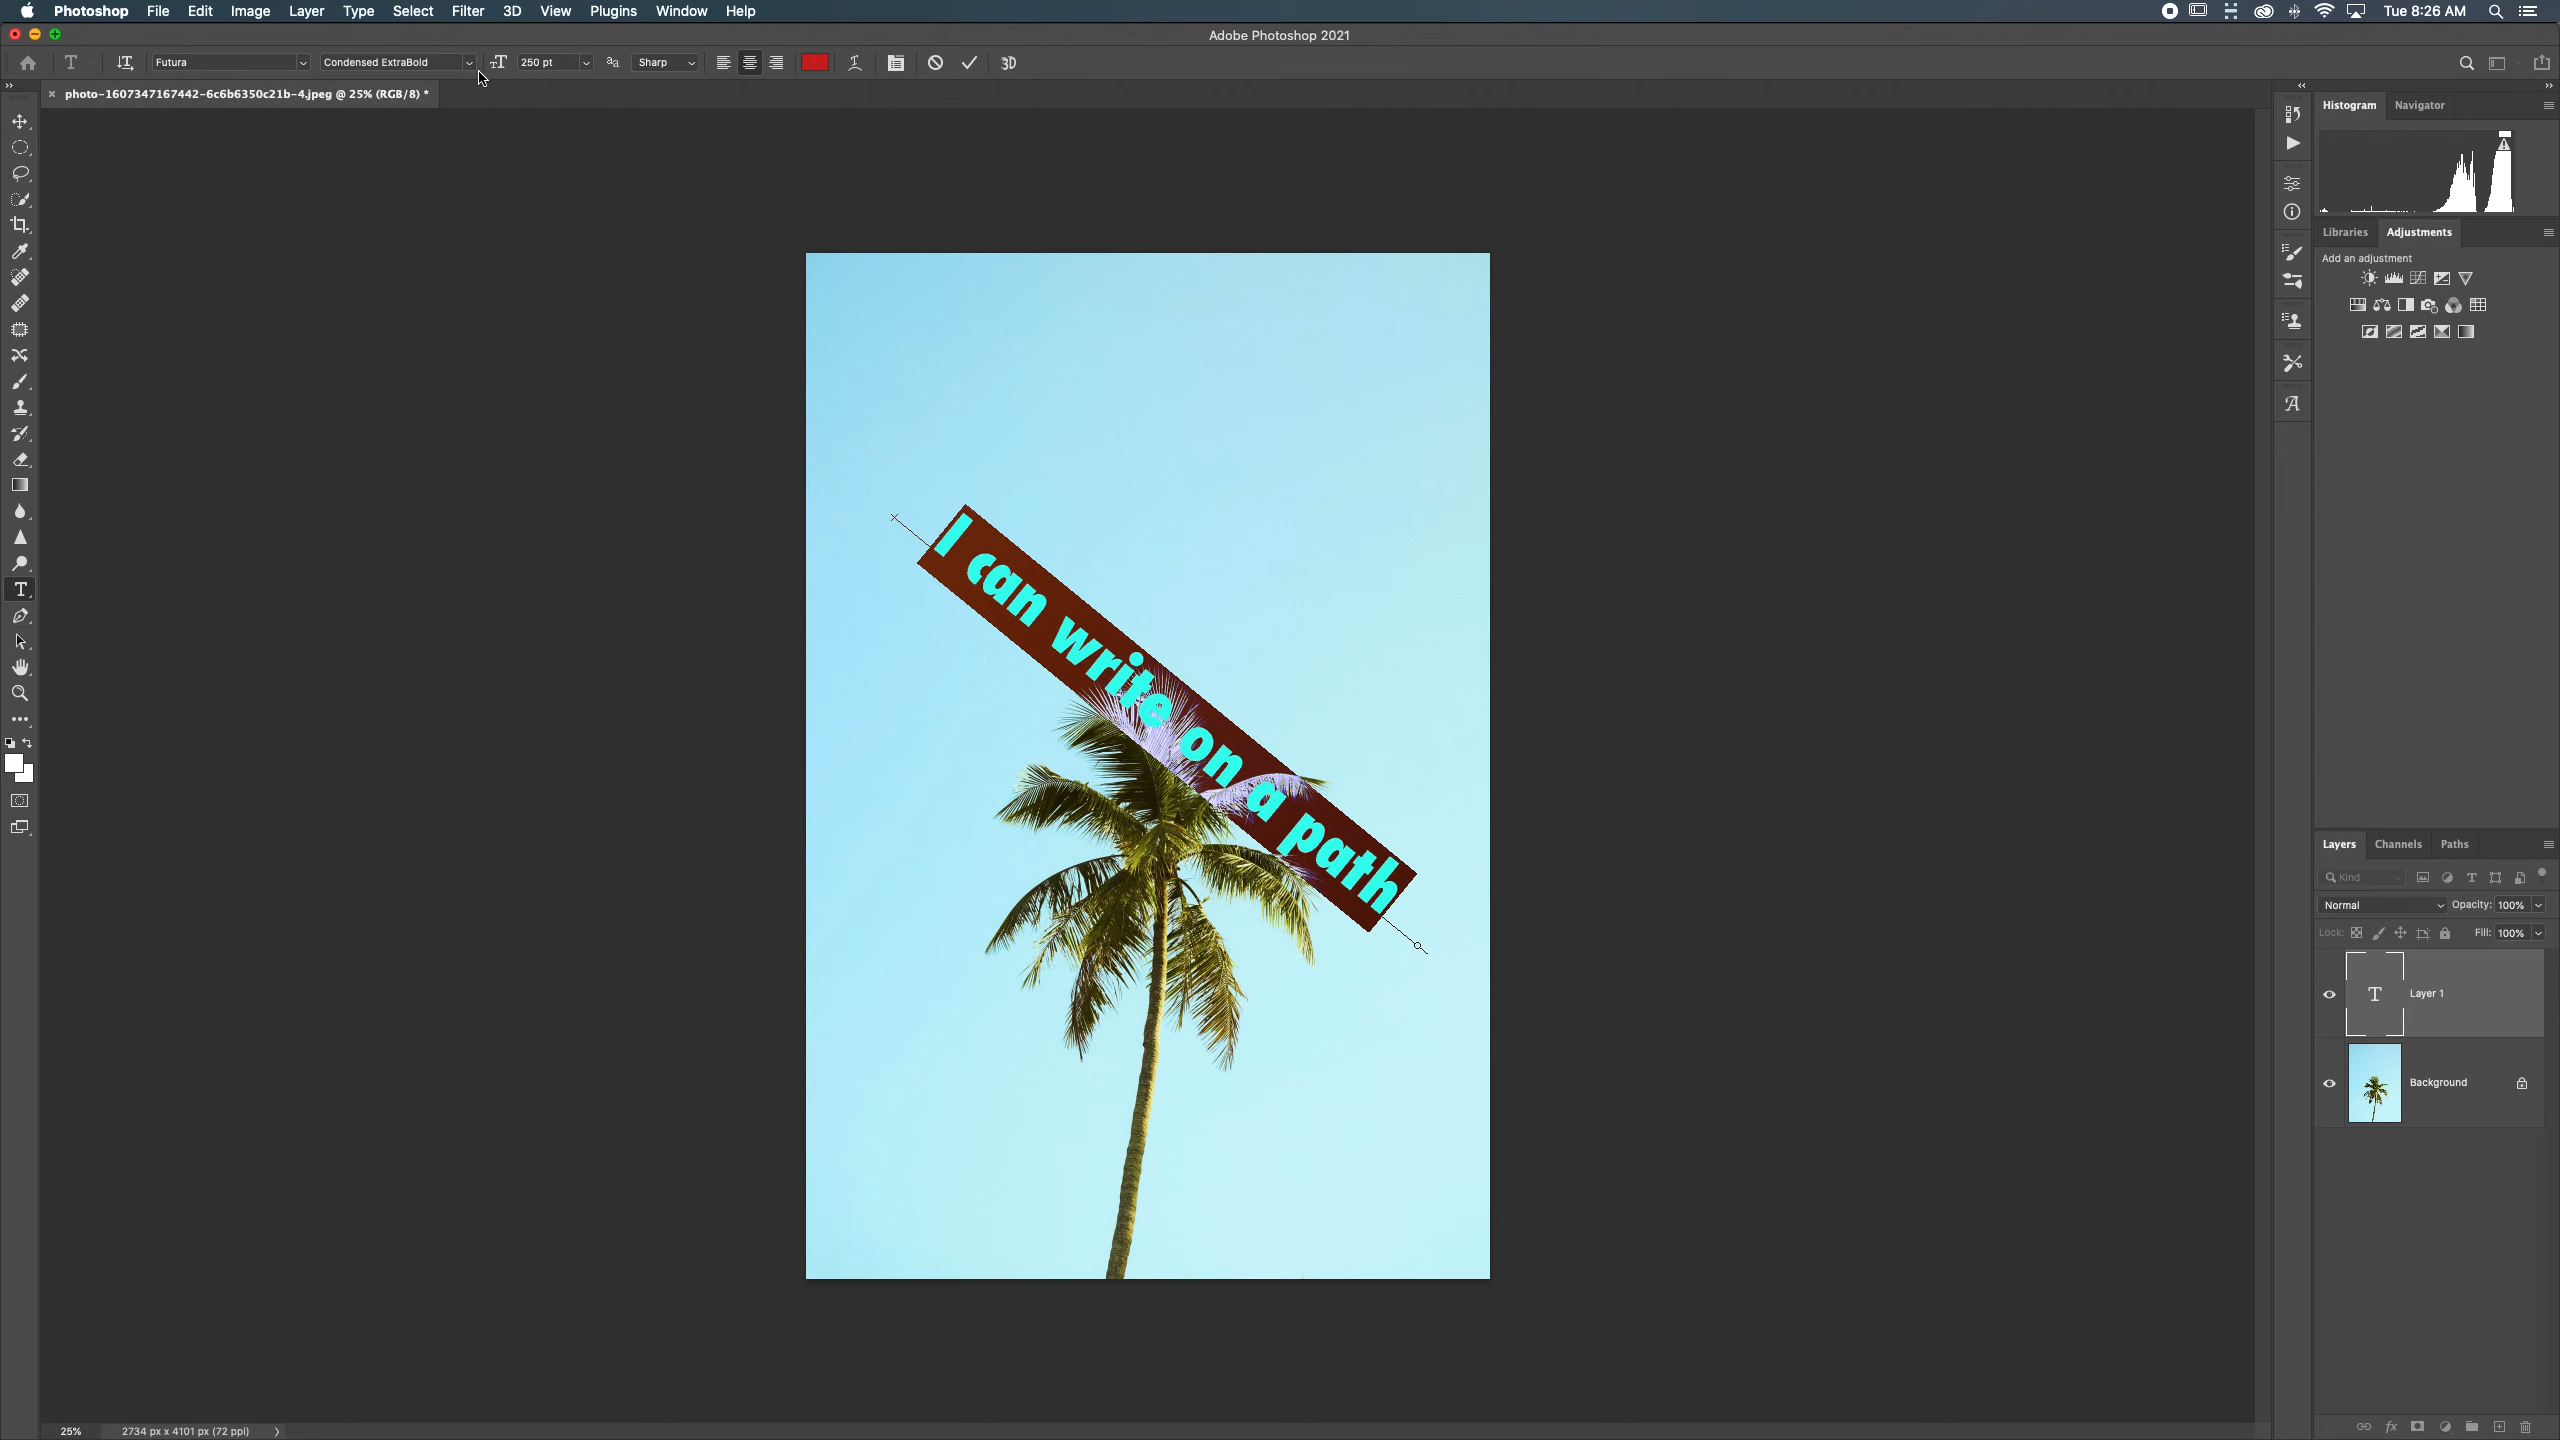 Photoshop File Edit Image Layer Type Select Filter 3D View Plugins Window Help Tue 8:26 AM
Adobe Photoshop 2021
Futura Condensed ExtraBold 250 pt Sharp 3D
photo-1607347167442-6c6b6350c21b-4.jpeg @ 25% (RGB/8) *
Histogram Navigator
Libraries Adjustments
Add an adjustment
I can write on a path
Layers Channels Paths
Kind
Normal Opacity: 100%
Lock: Fill: 100%
Layer 1
Background
25% 2734 px x 4101 px (72 ppi)